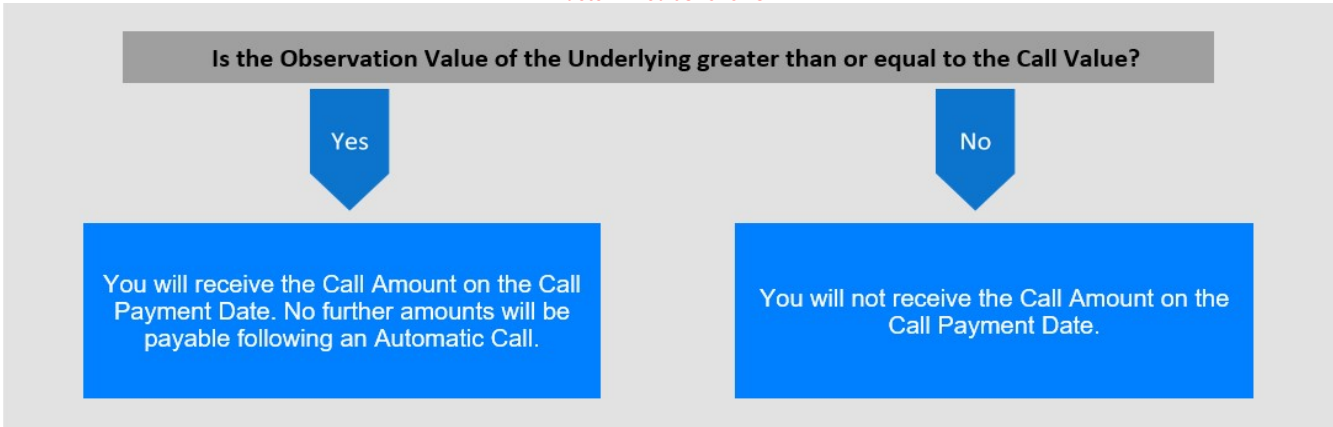 Is the Observation Value of the Underlying greater than or equal to the Call Value?
Yes
No
You will receive the Call Amount on the Call
Payment Date. No further amounts will be
payable following an Automatic Call.
You will not receive the Call Amount on the
Call Payment Date.